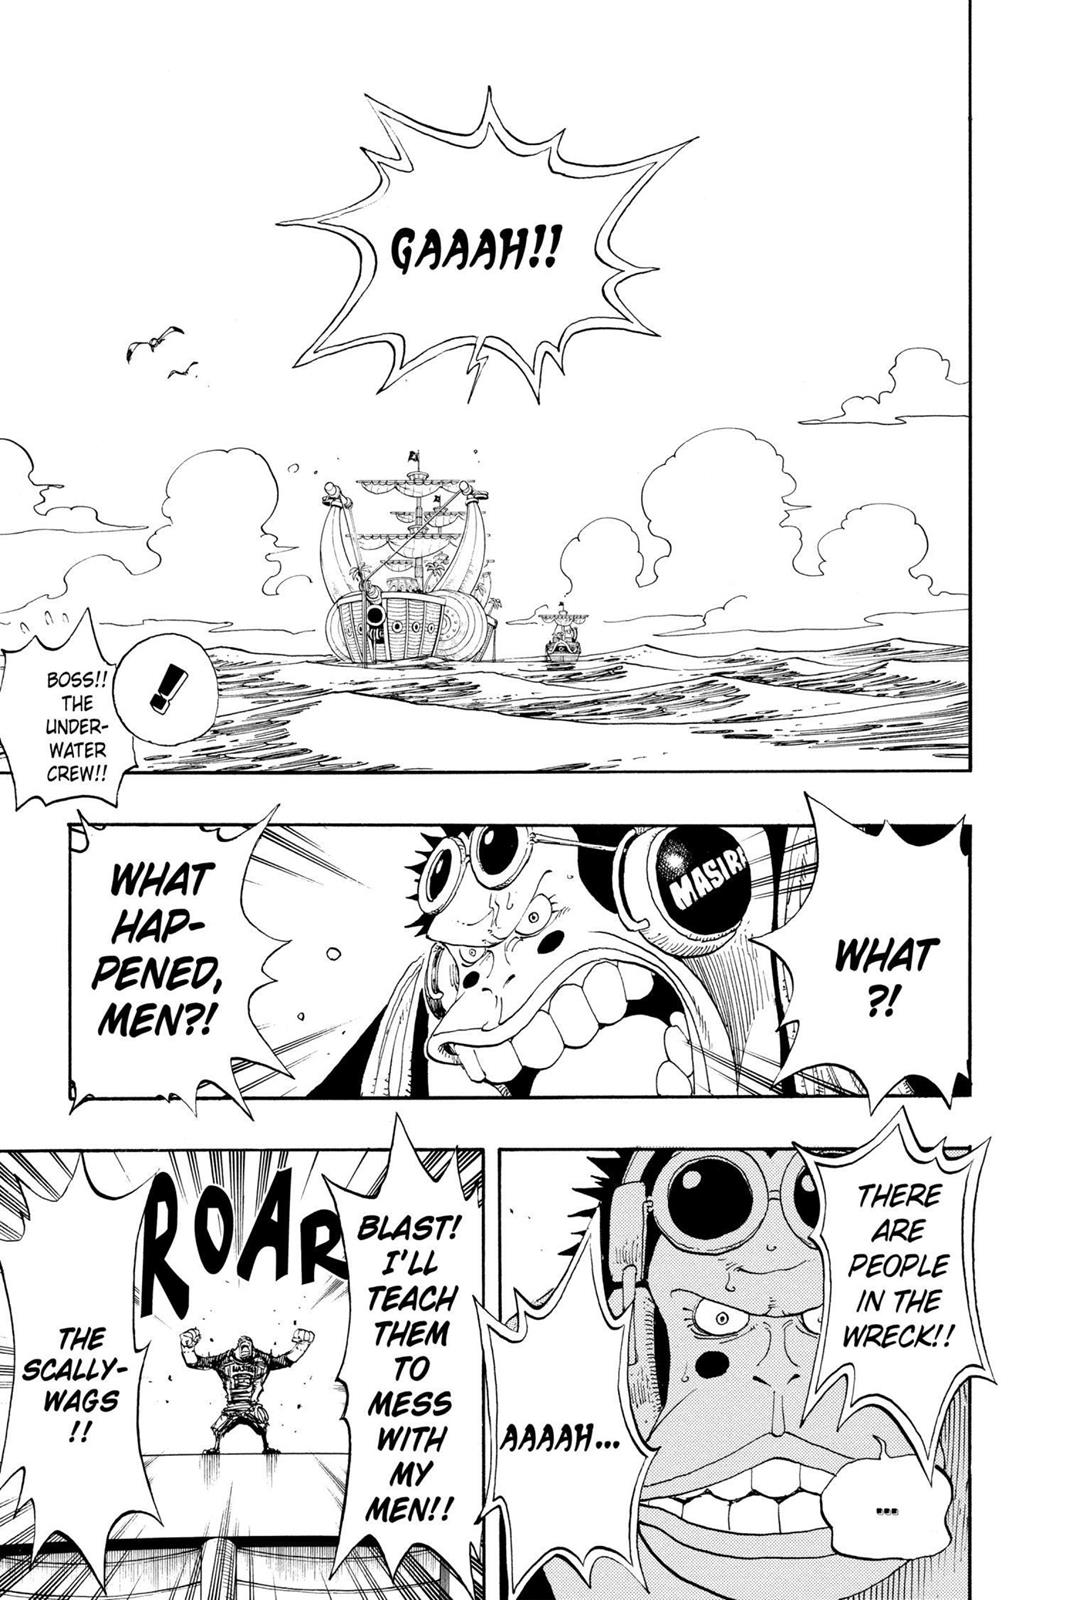 GAAAH!!
!
BOSS!!
THE
UNDER-
WATER
CREW!!
WHAT
?!
MASIRA
WHAT
HAP-
PENED,
MEN?!
THERE
ARE
PEOPLE
IN THE
WRECK!!
...
AAAAH...
BLAST!
I'LL
TEACH
THEM
TO
MESS
WITH
MY
MEN!!
ROAR
THE
SCALLY-
WAGS
!!